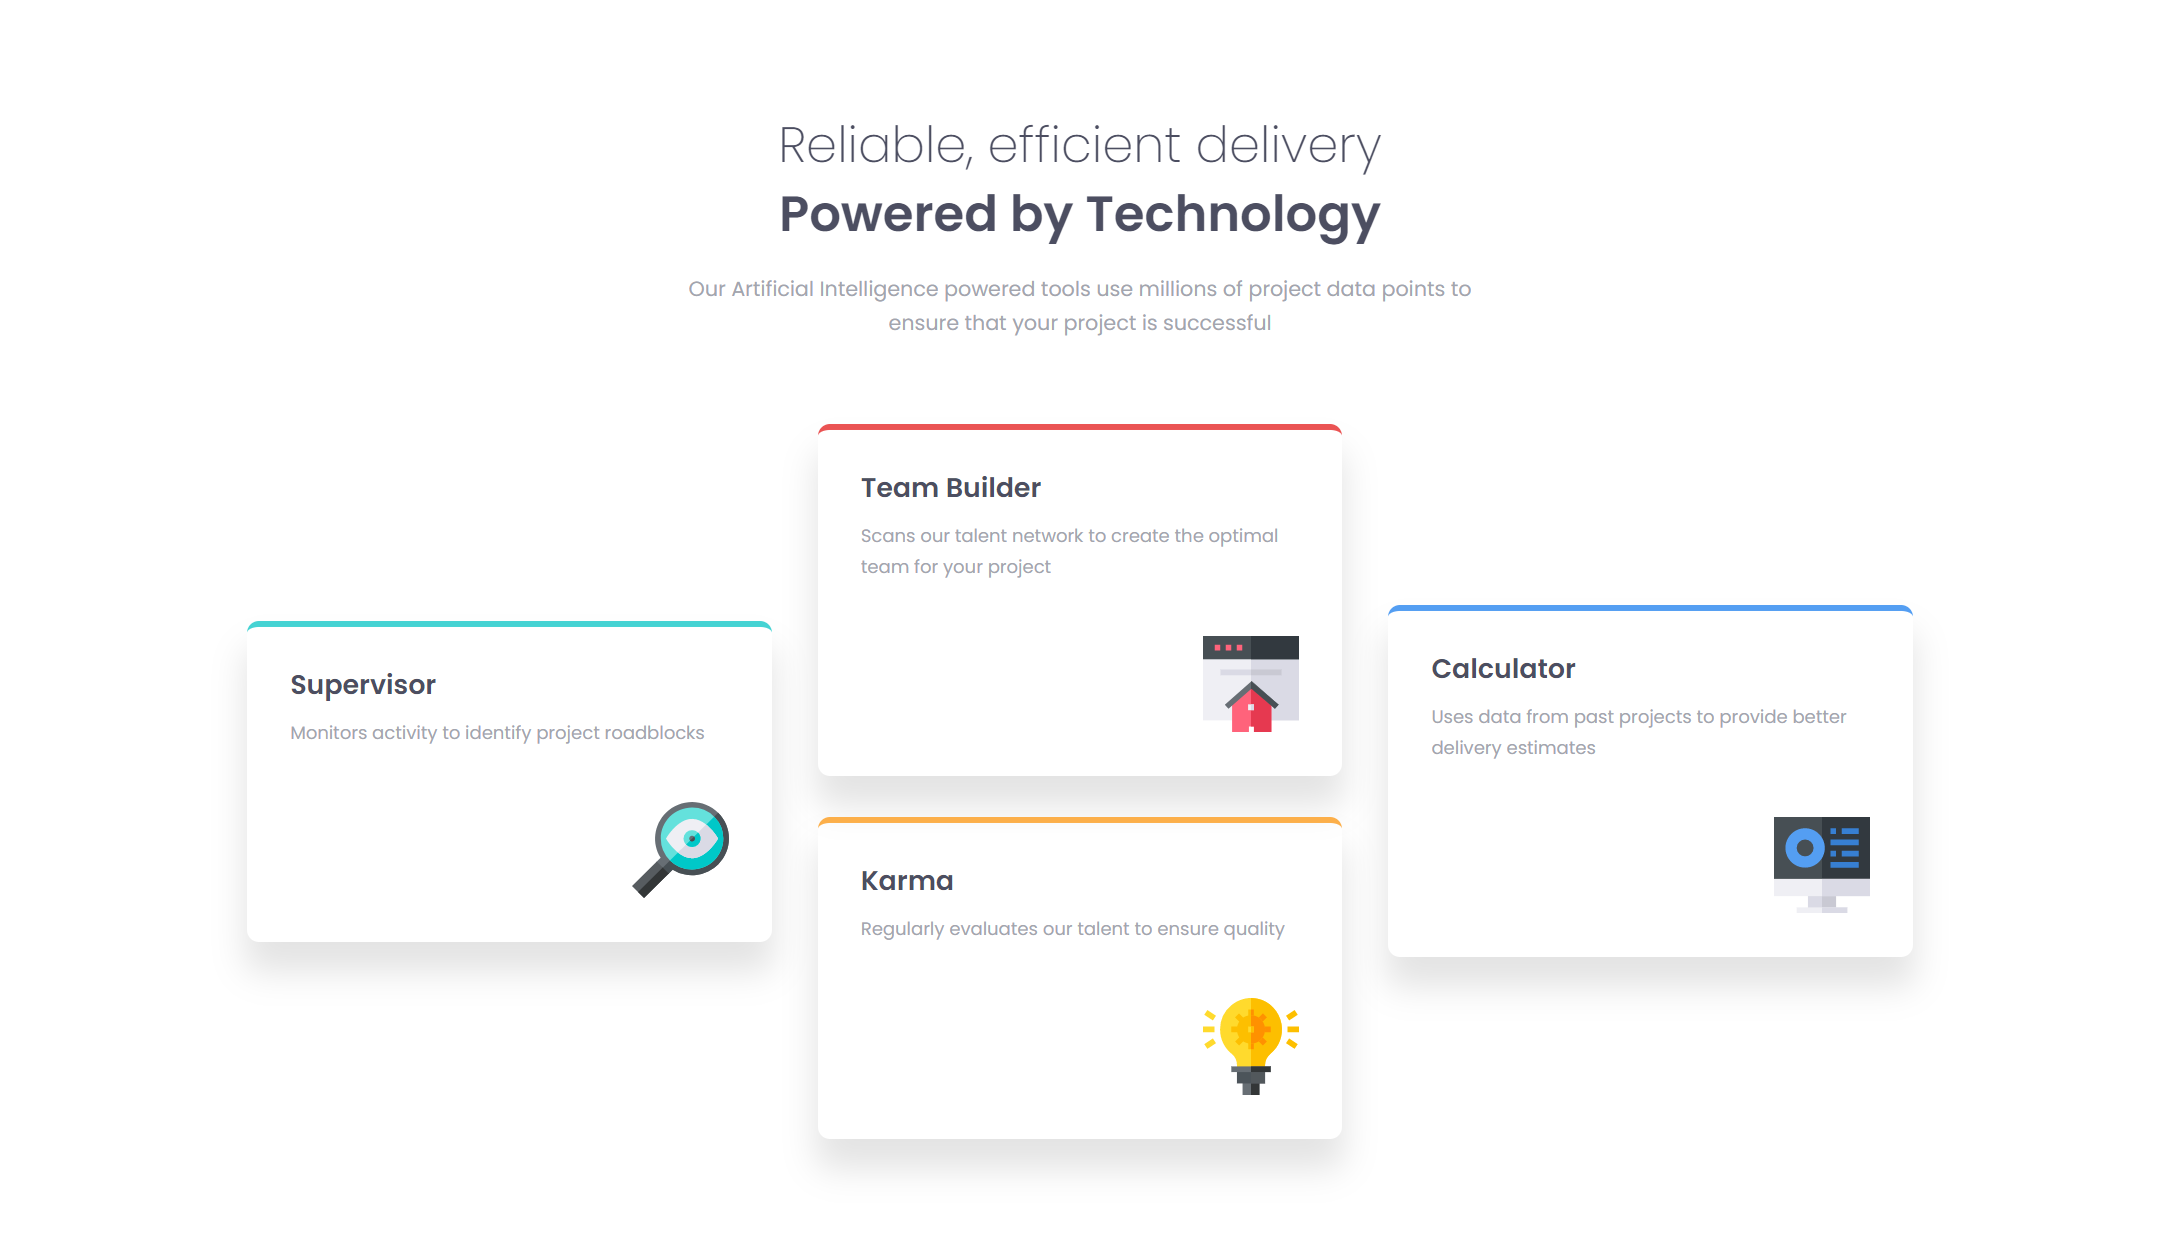 Reliable, efficient delivery
Powered by Technology
Our Artificial Intelligence powered tools use millions of project data points to
ensure that your project is successful
Supervisor
Monitors activity to identify project roadblocks
Team Builder
Scans our talent network to create the optimal
team for your project
Karma
Regularly evaluates our talent to ensure quality
Calculator
Uses data from past projects to provide better
delivery estimates